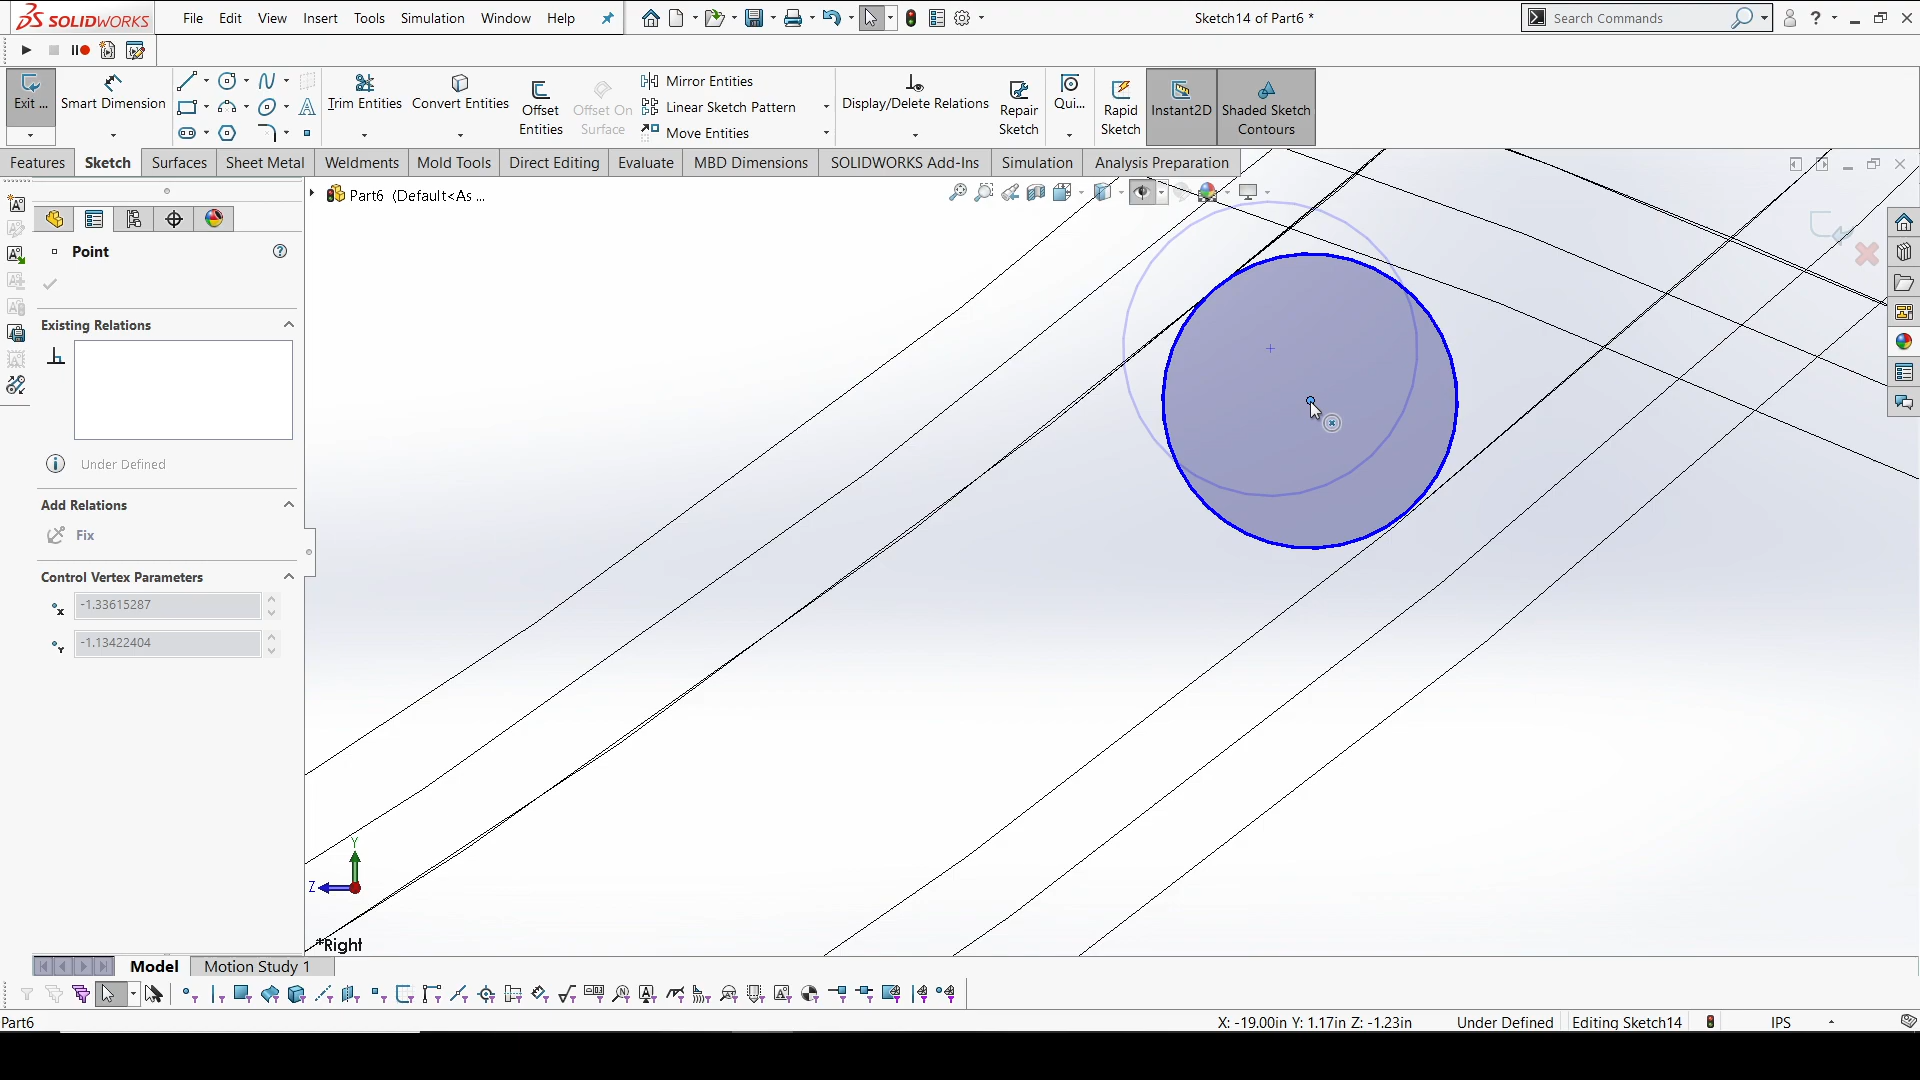 SOLIDWORKS File Edit View Insert Tools Simulation Window Help Sketch14 of Part6 * Search Commands ?
Exit ... Smart Dimension Trim Entities Convert Entities Offset Entities Offset On Surface Mirror Entities Linear Sketch Pattern Move Entities Display/Delete Relations Repair Sketch Qui... Rapid Sketch Instant2D Shaded Sketch Contours
Features Sketch Surfaces Sheet Metal Weldments Mold Tools Direct Editing Evaluate MBD Dimensions SOLIDWORKS Add-Ins Simulation Analysis Preparation
Part6 (Default<As ...
Point
Existing Relations
Under Defined
Add Relations
Fix
Control Vertex Parameters
x -1.33615287
Y -1.13422404
Y
Z
*Right
Model Motion Study 1
Part6 X: -19.00in Y: 1.17in Z: -1.23in Under Defined Editing Sketch14 IPS